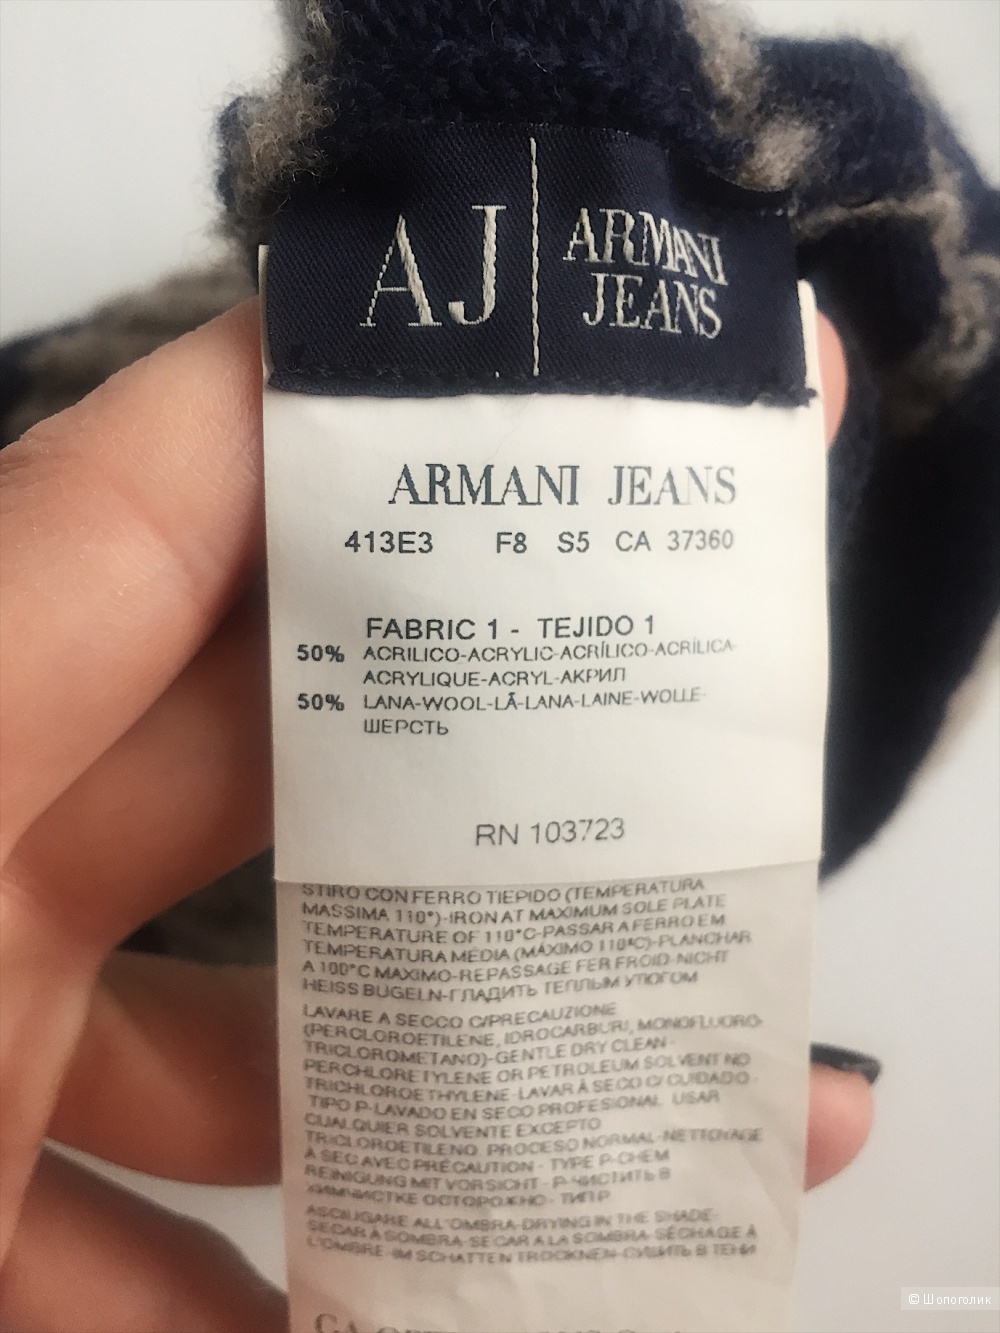 AJ
ARMANI
JEANS
ARMANI JEANS
413E3 F8 S5 CA 37360
FABRIC 1 - TEJIDO 1
50% ACRILICO-ACRYLIC-ACRÍLICO-ACRÍLICA-
ACRYLIQUE-ACRYL-АКРИЛ
50% LANA-WOOL-LÃ-LANA-LAINE-WOLLE-
ШЕРСТЬ
RN 103723
STIRO CON FERRO TIEPIDO (TEMPERATURA
MASSIMA 110°)-IRON AT MAXIMUM SOLE PLATE
TEMPERATURE OF 110°C-PASSAR A FERRO EM
TEMPERATURA MÉDIA (MÁXIMO 110°C)-PLANCHAR
A 100°C MAXIMO-REPASSAGE FER FROID-NICHT
HEISS BUGELN-ГЛАДИТЬ ТЕПЛЫМ УТЮГОМ
LAVARE A SECCO C/PRECAUZIONE
(PERCLOROETILENE, IDROCARBURI, MONOFLUORO-
TRICLOROMETANO)-GENTLE DRY CLEAN-
PERCHLORETYLENE OR PETROLEUM SOLVENT NO
TRICHLOROETHYLENE-LAVAR À SECO C/ CUIDADO-
TIPO P-LAVADO EN SECO PROFESIONAL. USAR
CUALQUIER SOLVENTE EXCEPTO
TRICLOROETILENO. PROCESO NORMAL-NETTOYAGE
À SEC AVEC PRÉCAUTION - TYPE P-CHEM
REINIGUNG MIT VORSICHT - P-ЧИСТИТЬ В
ХИМЧИСТКЕ ОСТОРОЖНО - ТИП P
ASCIUGARE ALL'OMBRA-DRYING IN THE SHADE-
SECAR À SOMBRA-SECAR A LA SOMBRA-SÉCHAGE À
L'OMBRE-IM SCHATTEN TROCKNEN-СУШИТЬ В ТЕНИ
© Шопоголик